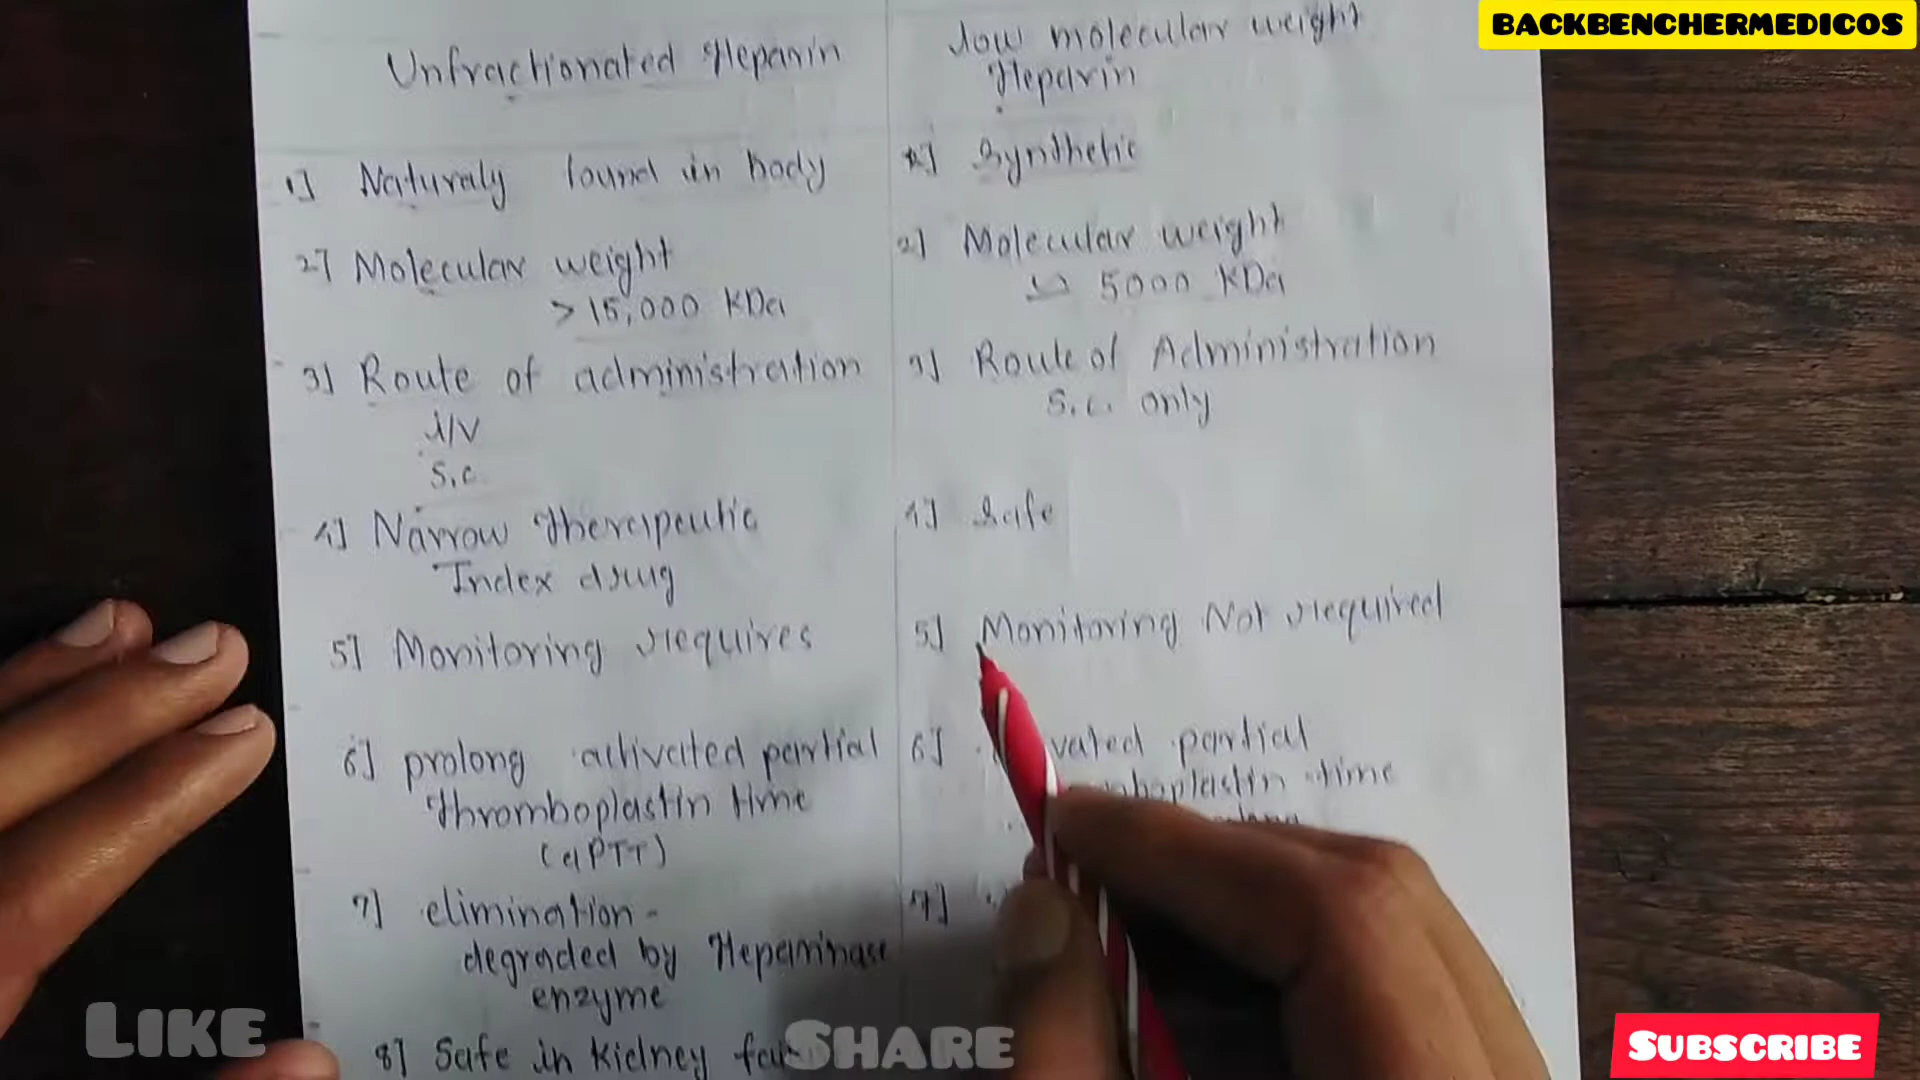 BACKBENCHERMEDICOS
Unfractionated Heparin
low molecular weight
Heparin
1] Naturaly found in body
1] Synthetic
2] Molecular weight
> 15,000 KDa
2] Molecular weight
≃ 5000 KDa
3] Route of administration
I/V
S.C
3] Route of Administration
S.C. only
4] Narrow Therapeutic
Index drug
4] Safe
5] Monitoring requires
5] Monitoring Not required
6] prolong activated partial
Thromboplastin time
(aPTT)
6] partial
time
7] elimination -
degraded by Heparinase
enzyme
7]
8] Safe in kidney
LIKE
SHARE
SUBSCRIBE